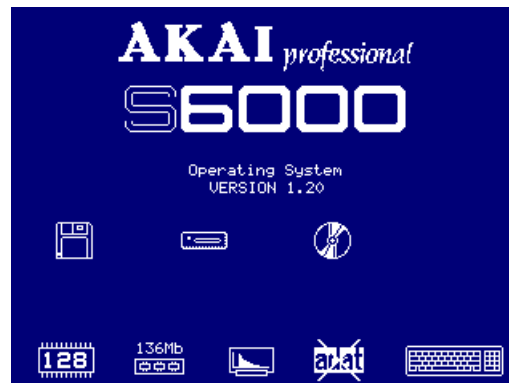 AKAI professional
S6000
Operating System
VERSION 1.20
136Mb
128
adat